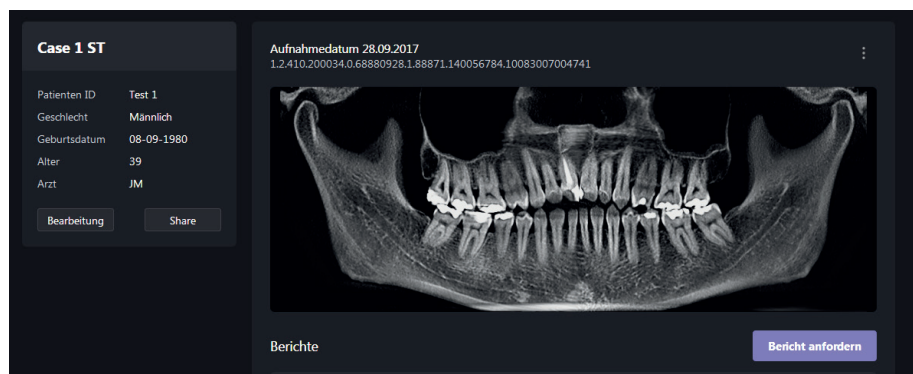 Case 1 ST
Patienten ID Test 1
Geschlecht Männlich
Geburtsdatum 08-09-1980
Alter 39
Arzt JM
Bearbeitung Share
Aufnahmedatum 28.09.2017
1.2.410.200034.0.68880928.1.88871.140056784.10083007004741
Berichte
Bericht anfordern